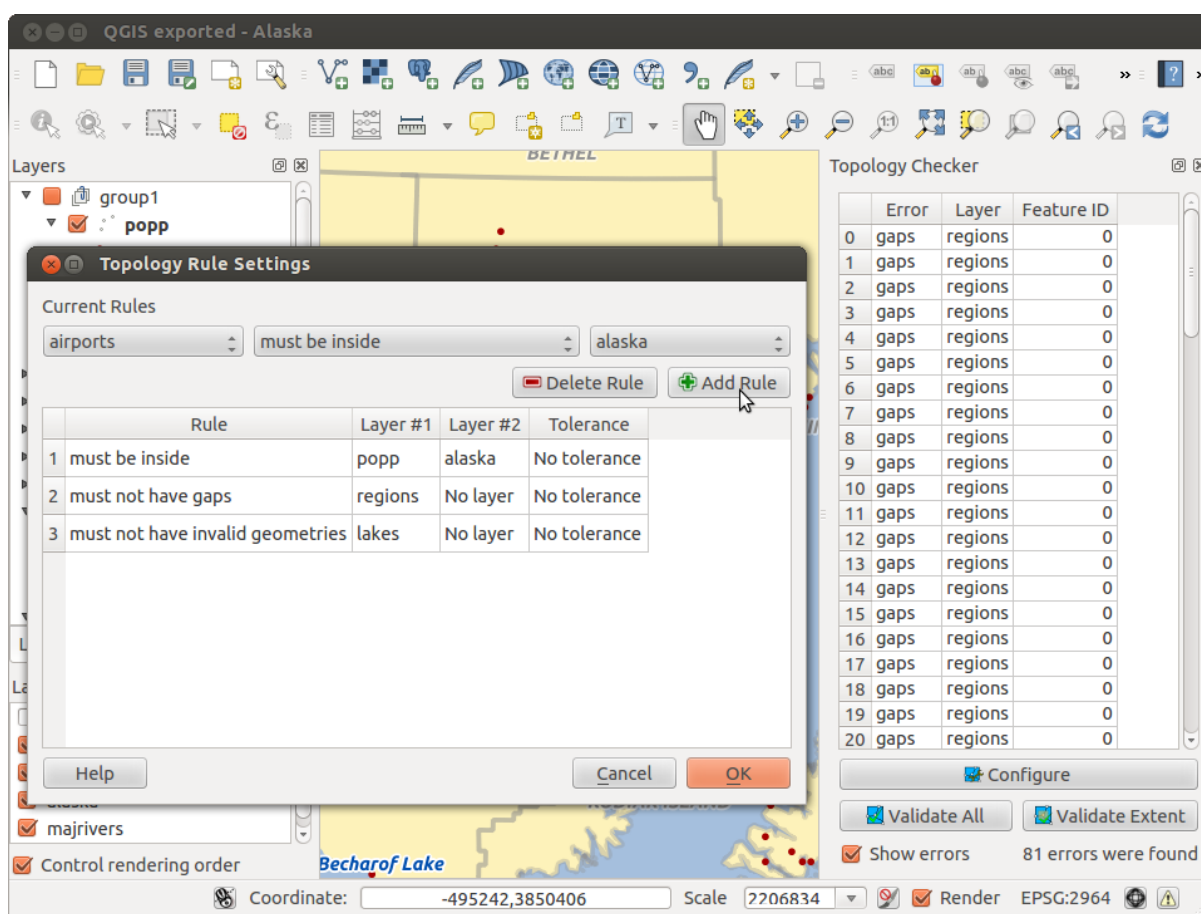 QGIS exported - Alaska
abc
ab
ab
abc
abc
»
?
1:1
ε
T
Layers
group1
popp
BETHEL
Topology Checker
Error Layer Feature ID
0 gaps regions 0
1 gaps regions 0
2 gaps regions 0
3 gaps regions 0
4 gaps regions 0
5 gaps regions 0
6 gaps regions 0
7 gaps regions 0
8 gaps regions 0
9 gaps regions 0
10 gaps regions 0
11 gaps regions 0
12 gaps regions 0
13 gaps regions 0
14 gaps regions 0
15 gaps regions 0
16 gaps regions 0
17 gaps regions 0
18 gaps regions 0
19 gaps regions 0
20 gaps regions 0
Configure
Validate All Validate Extent
Show errors 81 errors were found
Topology Rule Settings
Current Rules
airports must be inside alaska
Delete Rule Add Rule
Rule Layer #1 Layer #2 Tolerance
1 must be inside popp alaska No tolerance
2 must not have gaps regions No layer No tolerance
3 must not have invalid geometries lakes No layer No tolerance
Help Cancel OK
majrivers
Control rendering order
Becharof Lake
Coordinate: -495242,3850406 Scale 2206834 Render EPSG:2964